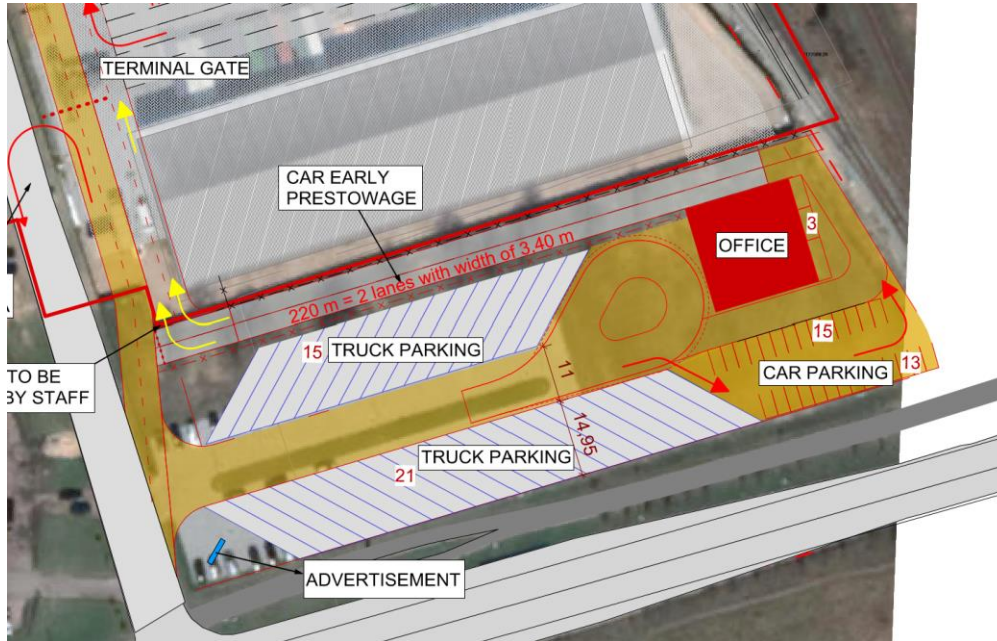 TERMINAL GATE
CAR EARLY
PRESTOWAGE
220 m = 2 lanes with width of 3.40 m
OFFICE
3
15
TRUCK PARKING
11
14,95
15
CAR PARKING
13
TO BE
BY STAFF
21
TRUCK PARKING
ADVERTISEMENT